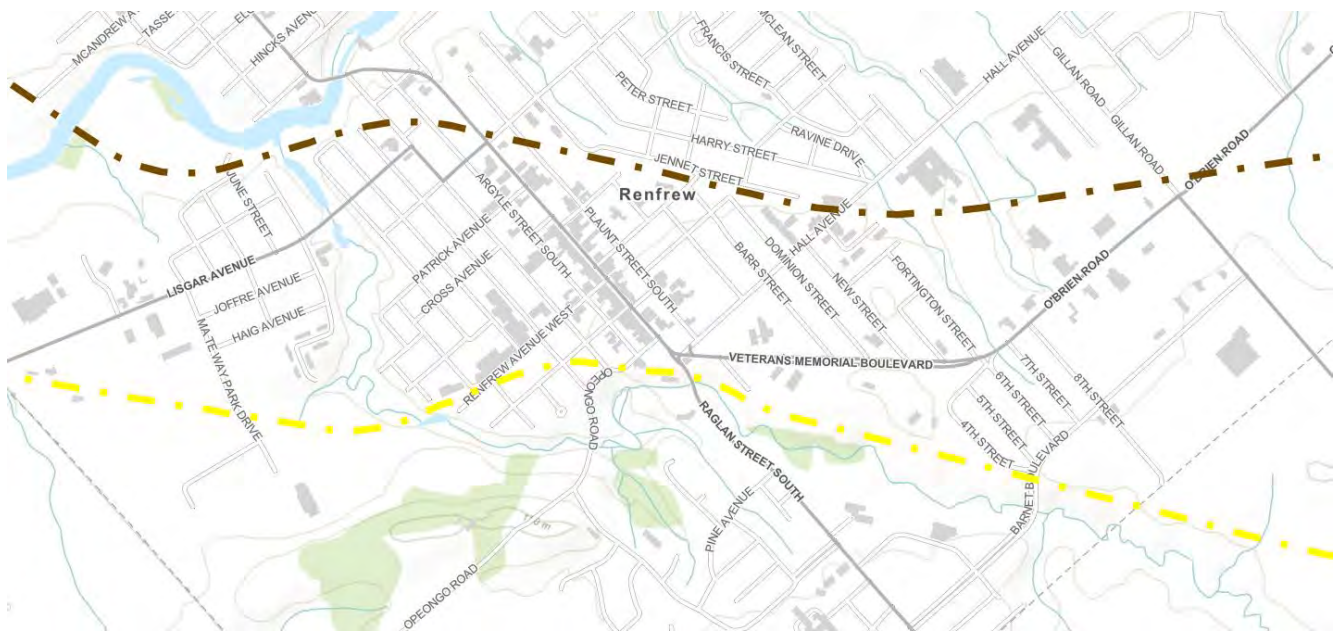 MCANDREW A
TASSE
EL
HINCKS AVENUE
MCLEAN STREET
FRANCIS STREET
PETER STREET
HARRY STREET
RAVINE DRIVE
JENNET STREET
Renfrew
HALL AVENUE
GILLAN ROAD
GILLAN ROAD
O'BRIEN ROAD
JUNE STREET
LISGAR AVENUE
JOFFRE AVENUE
HAIG AVENUE
MA TE WAY PARK DRIVE
ARGYLE STREET SOUTH
PATRICK AVENUE
CROSS AVENUE
PLAUNT STREET SOUTH
RENFREW AVENUE WEST
BARR STREET
DOMINION STREET
HALL AVENUE
NEW STREET
FORTINGTON STREET
O'BRIEN ROAD
VETERANS MEMORIAL BOULEVARD
OPEONGO ROAD
RAGLAN STREET SOUTH
7TH STREET
8TH STREET
6TH STREET
5TH STREET
4TH STREET
BARNET BOULEVARD
PINE AVENUE
OPEONGO ROAD